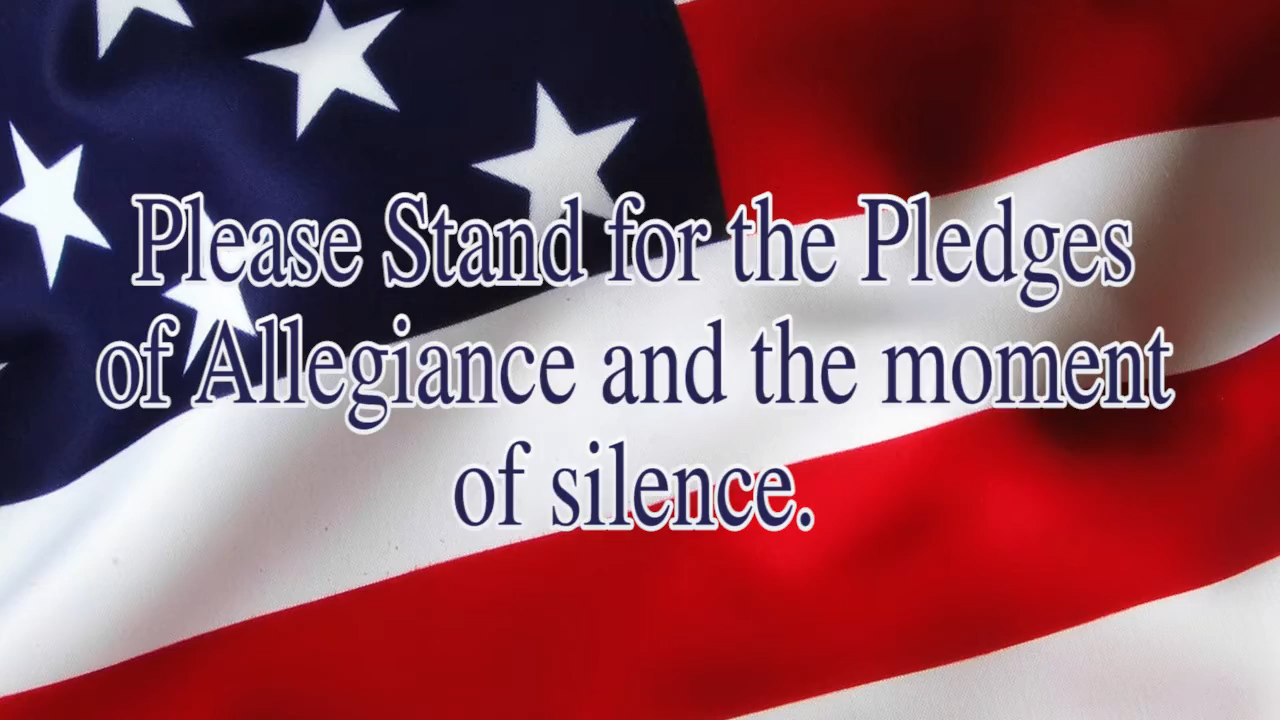 Please Stand for the Pledges
of Allegiance and the moment
of silence.